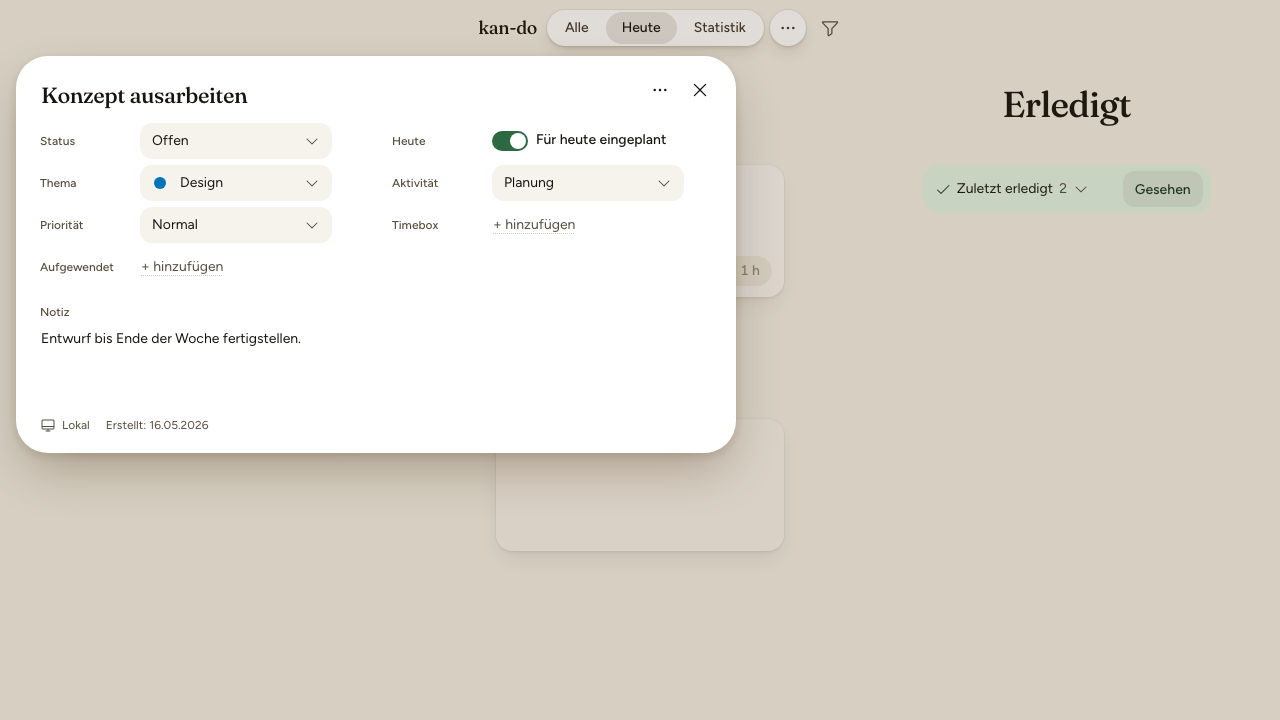 kan-do
Alle
Heute
Statistik
Konzept ausarbeiten
Status
Offen
Heute
Für heute eingeplant
Thema
Design
Aktivität
Planung
Priorität
Normal
Timebox
+ hinzufügen
Aufgewendet
+ hinzufügen
Notiz
Entwurf bis Ende der Woche fertigstellen.
Lokal
Erstellt: 16.05.2026
1 h
Erledigt
Zuletzt erledigt 2
Gesehen